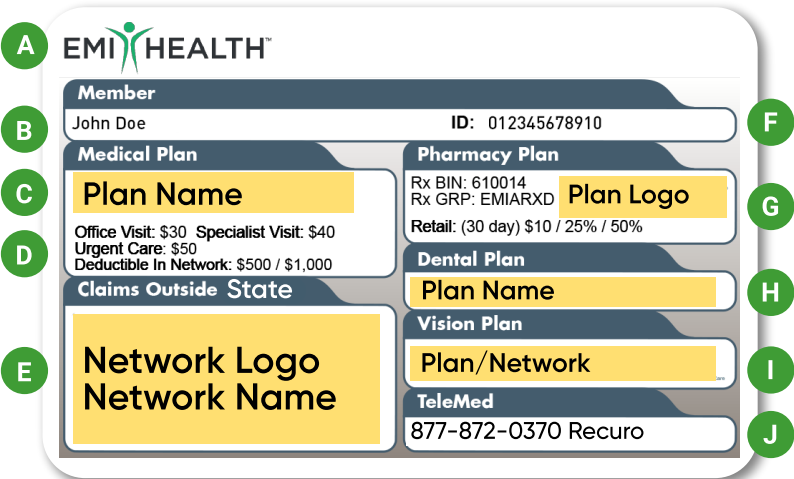 A
EMI HEALTH™
Member
B
John Doe
ID: 012345678910
F
Medical Plan
C
Plan Name
D
Office Visit: $30 Specialist Visit: $40
Urgent Care: $50
Deductible In Network: $500 / $1,000
Pharmacy Plan
Rx BIN: 610014
Rx GRP: EMIARXD
Plan Logo
G
Retail: (30 day) $10 / 25% / 50%
Dental Plan
Plan Name
H
Claims Outside State
E
Network Logo
Network Name
Vision Plan
Plan/Network
I
TeleMed
877-872-0370 Recuro
J